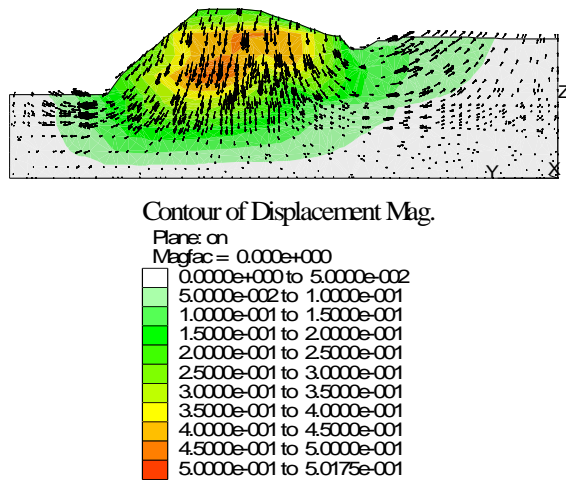 Z
Y
X
Contour of Displacement Mag.
Plane: on
Magfac = 0.000e+000
0.0000e+000 to 5.0000e-002
5.0000e-002 to 1.0000e-001
1.0000e-001 to 1.5000e-001
1.5000e-001 to 2.0000e-001
2.0000e-001 to 2.5000e-001
2.5000e-001 to 3.0000e-001
3.0000e-001 to 3.5000e-001
3.5000e-001 to 4.0000e-001
4.0000e-001 to 4.5000e-001
4.5000e-001 to 5.0000e-001
5.0000e-001 to 5.0175e-001